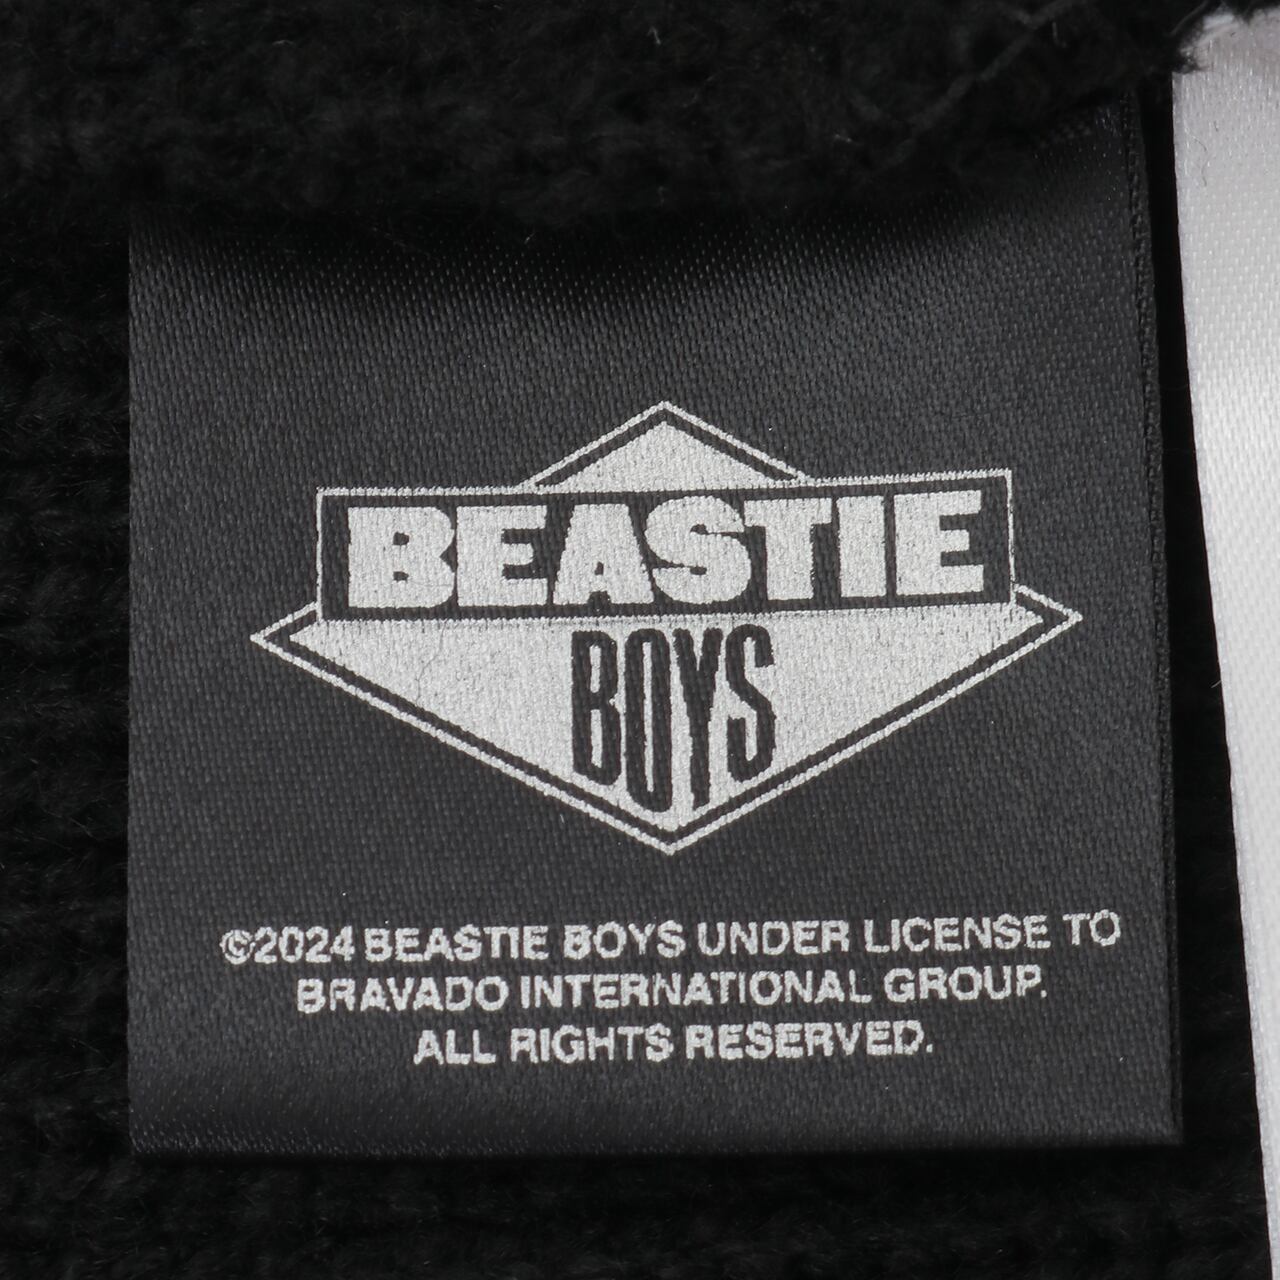 BEASTIE
BOYS
©2024 BEASTIE BOYS UNDER LICENSE TO
BRAVADO INTERNATIONAL GROUP.
ALL RIGHTS RESERVED.